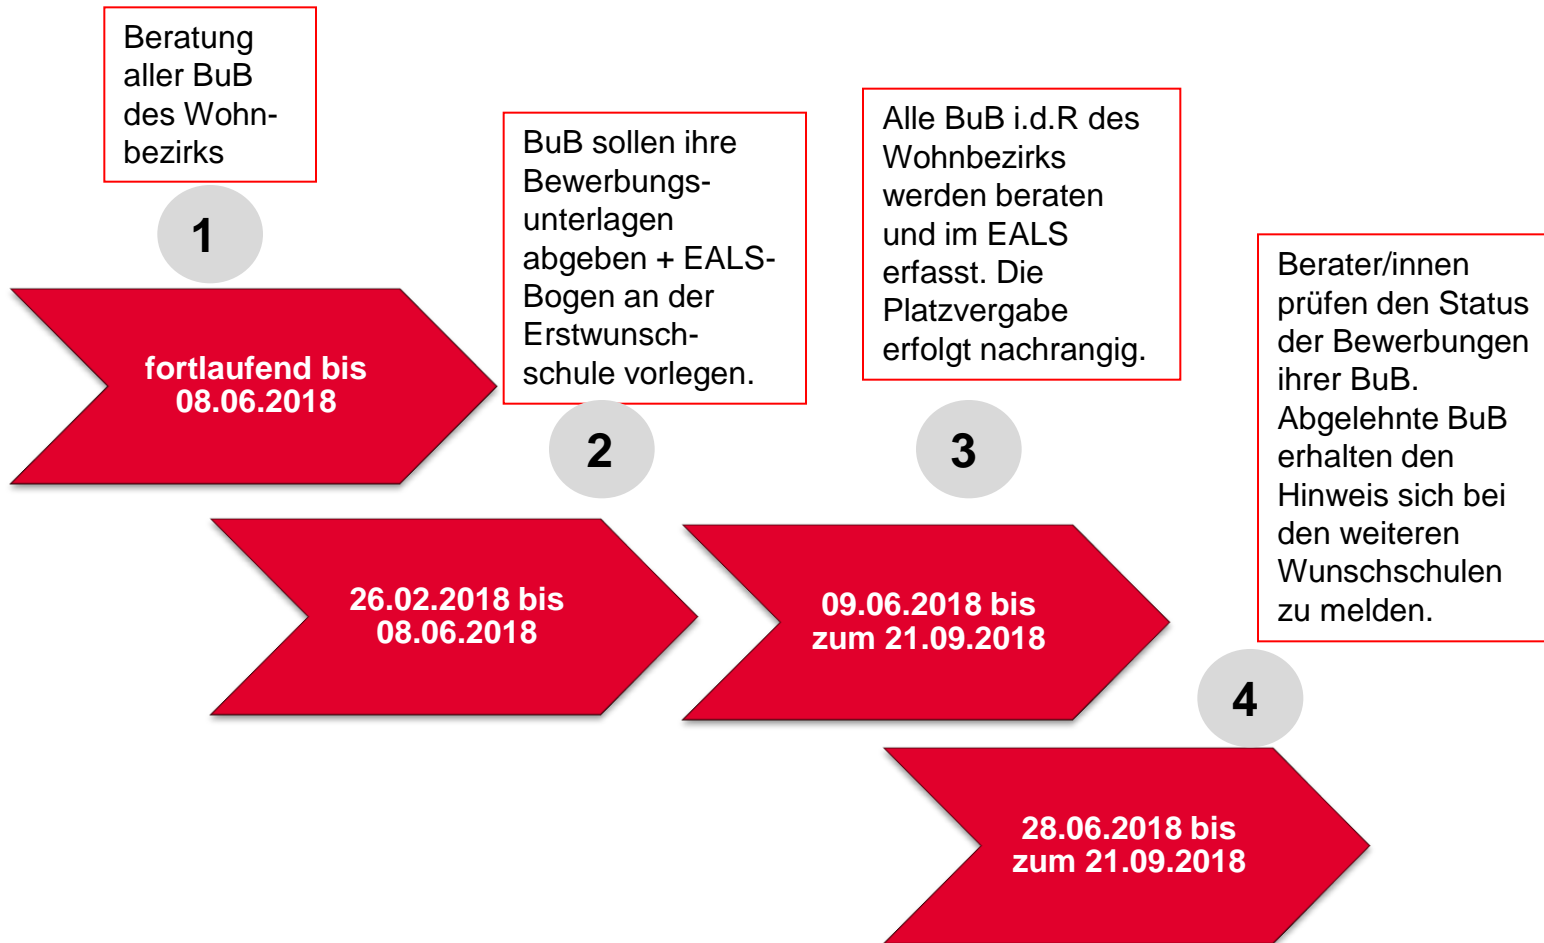 Beratung
aller BuB
des Wohn-
bezirks
1
fortlaufend bis
08.06.2018
BuB sollen ihre
Bewerbungs-
unterlagen
abgeben + EALS-
Bogen an der
Erstwunsch-
schule vorlegen.
2
26.02.2018 bis
08.06.2018
Alle BuB i.d.R des
Wohnbezirks
werden beraten
und im EALS
erfasst. Die
Platzvergabe
erfolgt nachrangig.
3
09.06.2018 bis
zum 21.09.2018
Berater/innen
prüfen den Status
der Bewerbungen
ihrer BuB.
Abgelehnte BuB
erhalten den
Hinweis sich bei
den weiteren
Wunschschulen
zu melden.
4
28.06.2018 bis
zum 21.09.2018